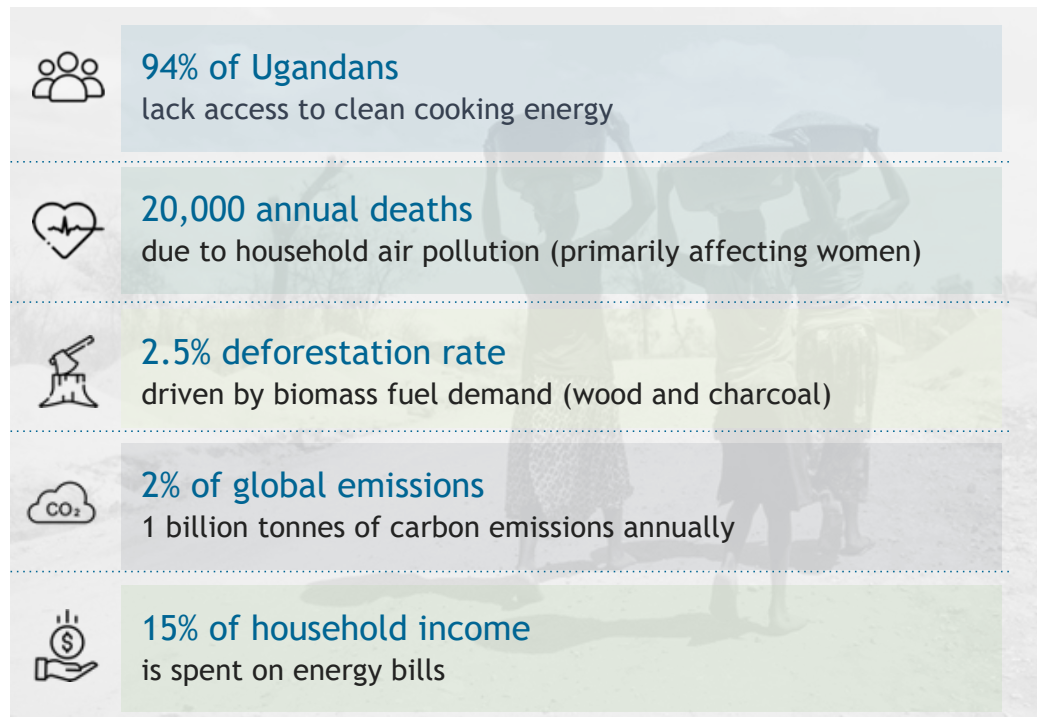 94% of Ugandans
lack access to clean cooking energy
20,000 annual deaths
due to household air pollution (primarily affecting women)
2.5% deforestation rate
driven by biomass fuel demand (wood and charcoal)
CO₂
2% of global emissions
1 billion tonnes of carbon emissions annually
$
15% of household income
is spent on energy bills